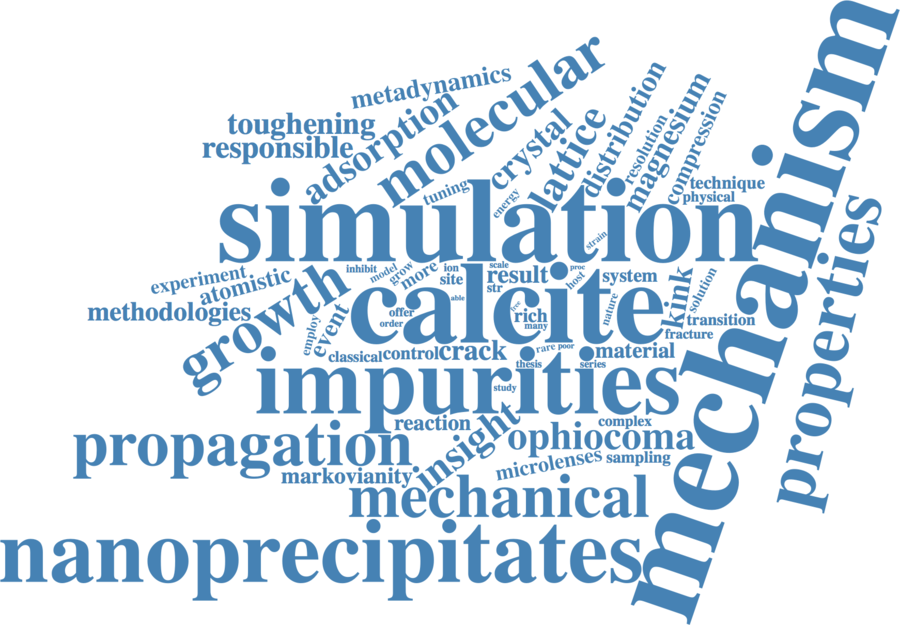 mechanism
metadynamics
molecular
toughening
adsorption
responsible
crystal
lattice
distribution
resolution
magnesium
compression
tuning
energy
technique
physical
simulation
strain
properties
experiment
atomistic
methodologies
growth
inhibit
model
grow
more
ion
site
scale
result
str
proc
host
system
kink
solution
calcite
able
offer
order
free
rich
many
nature
transition
fracture
employ
event
classical
control
crack
rare
poor
material
thesis
series
impurities
study
reaction
insight
complex
ophiocoma
propagation
markovianity
microlenses
sampling
mechanical
nanoprecipitates